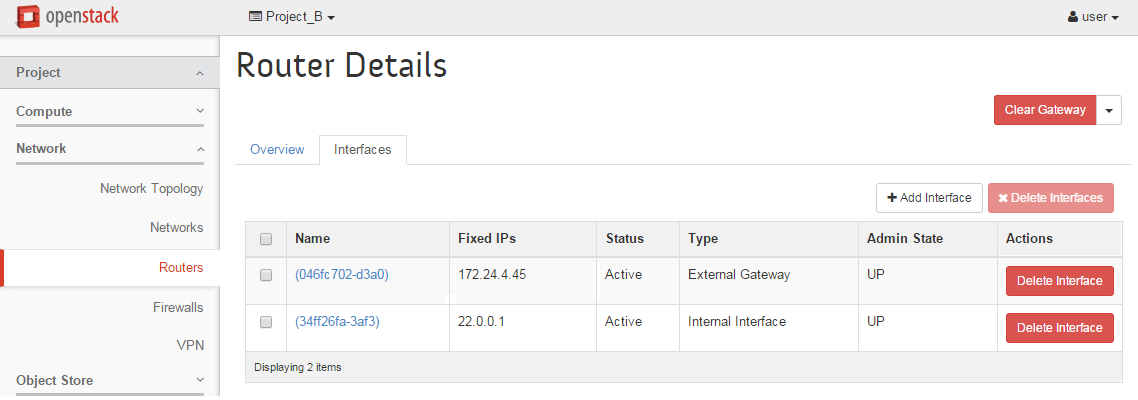 openstack Project_B user
Router Details
Project
Clear Gateway
Compute
Network
Overview Interfaces
Network Topology
Add Interface Delete Interfaces
Networks
Name Fixed IPs Status Type Admin State Actions
Routers
(046fc702-d3a0) 172.24.4.45 Active External Gateway UP Delete Interface
Firewalls
(34ff26fa-3af3) 22.0.0.1 Active Internal Interface UP Delete Interface
VPN
Displaying 2 items
Object Store